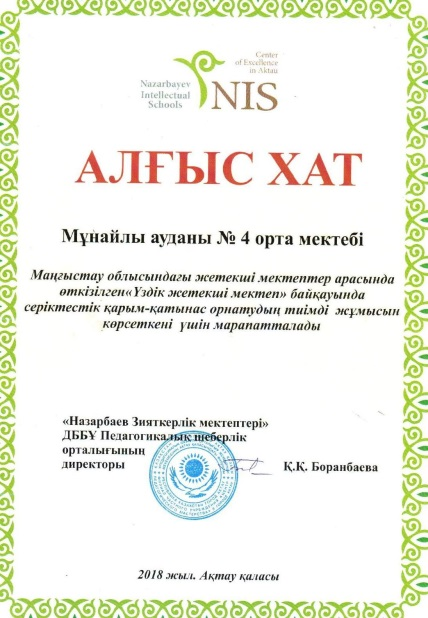 Nazarbayev
Intellectual
Schools
NIS
Center
of Excellence
in Aktau
АЛҒЫС ХАТ
Мұнайлы ауданы № 4 орта мектебі
Маңғыстау облысындағы жетекші мектептер арасында
өткізілген«Үздік жетекші мектеп» байқауында
серіктестік қарым-қатынас орнатудың тиімді жұмысын
көрсеткені үшін марапатталады
«Назарбаев Зияткерлік мектептері»
ДББҰ Педагогикалық шеберлік
орталығының
директоры
Қ.Қ. Боранбаева
2018 жыл. Ақтау қаласы